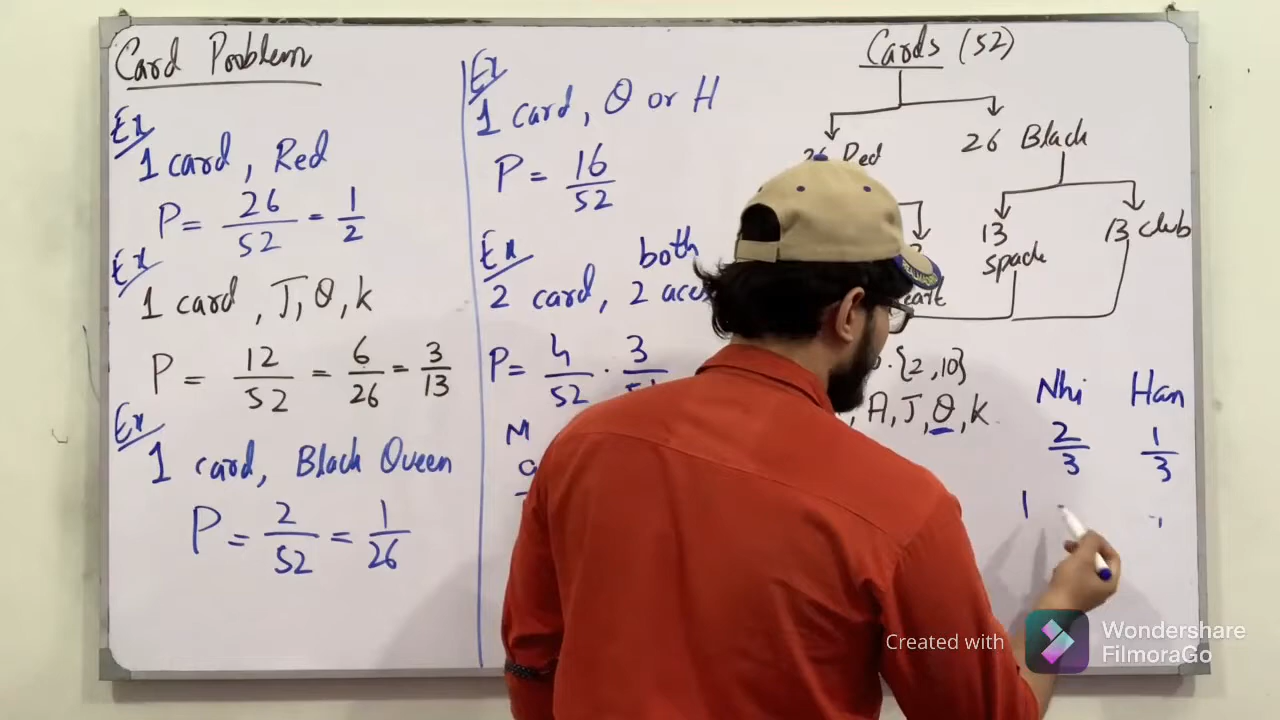 Card Problem
Ex
1 card, Red
P = 26/52 = 1/2
Ex
1 card, J, Q, K
P = 12/52 = 6/26 = 3/13
Ex
1 card, Black Queen
P = 2/52 = 1/26
Ex
1 card, Q or H
P = 16/52
Ex
both
2 card, 2 aces
P = 4/52 · 3/
M
Cards (52)
26 Red
26 Black
13 spade
13 club
{2, 10}
A, J, Q, K
Nhi
Han
2/3
1/3
1 -
Created with
Wondershare
FilmoraGo